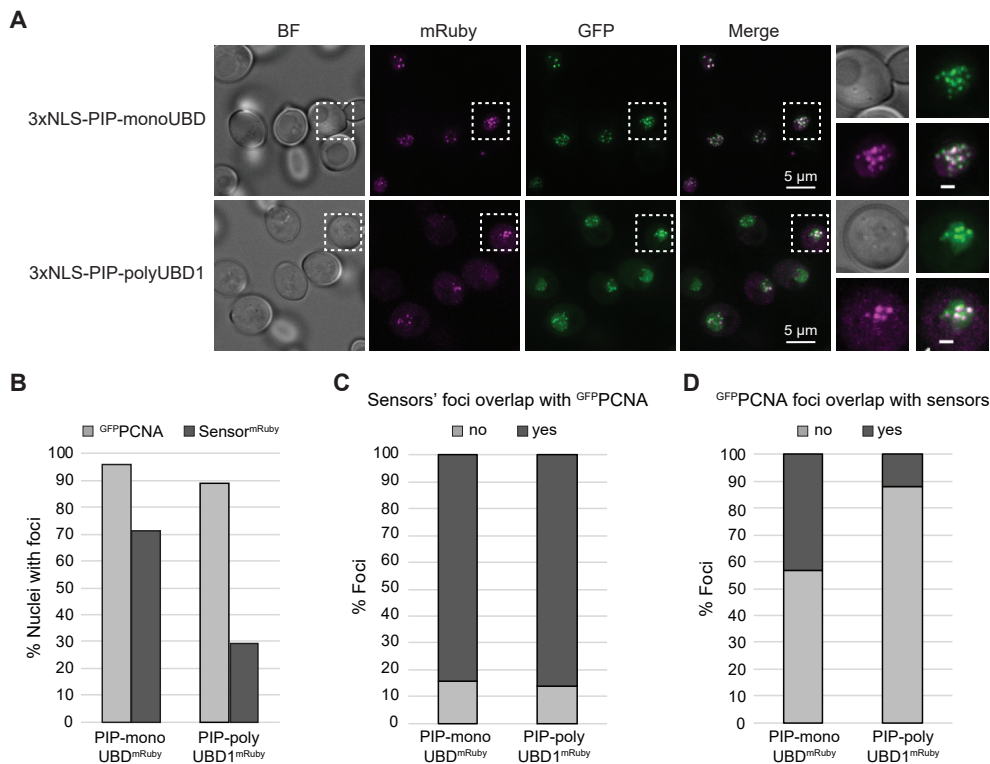 A
BF mRuby GFP Merge
3xNLS-PIP-monoUBD
5 µm
3xNLS-PIP-polyUBD1
5 µm
B
GFPPCNA SensormRuby
% Nuclei with foci
100
90
80
70
60
50
40
30
20
10
0
PIP-mono PIP-poly
UBDmRuby UBD1mRuby
C
Sensors' foci overlap with GFPPCNA
no yes
% Foci
100
90
80
70
60
50
40
30
20
10
0
PIP-mono PIP-poly
UBDmRuby UBD1mRuby
D
GFPPCNA foci overlap with sensors
no yes
% Foci
100
90
80
70
60
50
40
30
20
10
0
PIP-mono PIP-poly
UBDmRuby UBD1mRuby